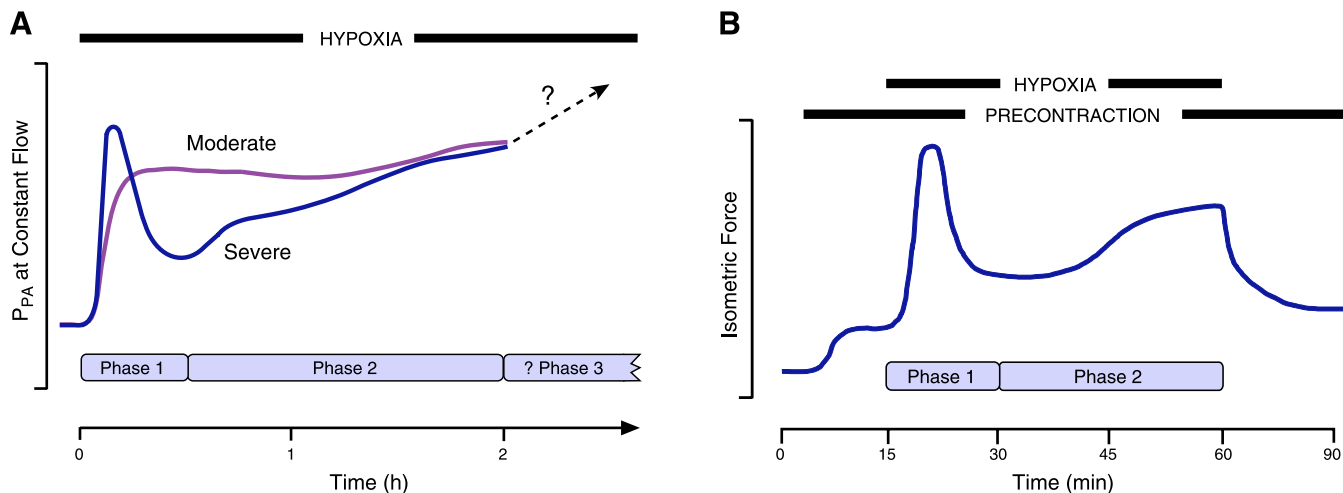 A
HYPOXIA
P_PA at Constant Flow
?
Moderate
Severe
Phase 1
Phase 2
? Phase 3
0
1
2
Time (h)
B
HYPOXIA
PRECONTRACTION
Isometric Force
Phase 1
Phase 2
0
15
30
45
60
90
Time (min)